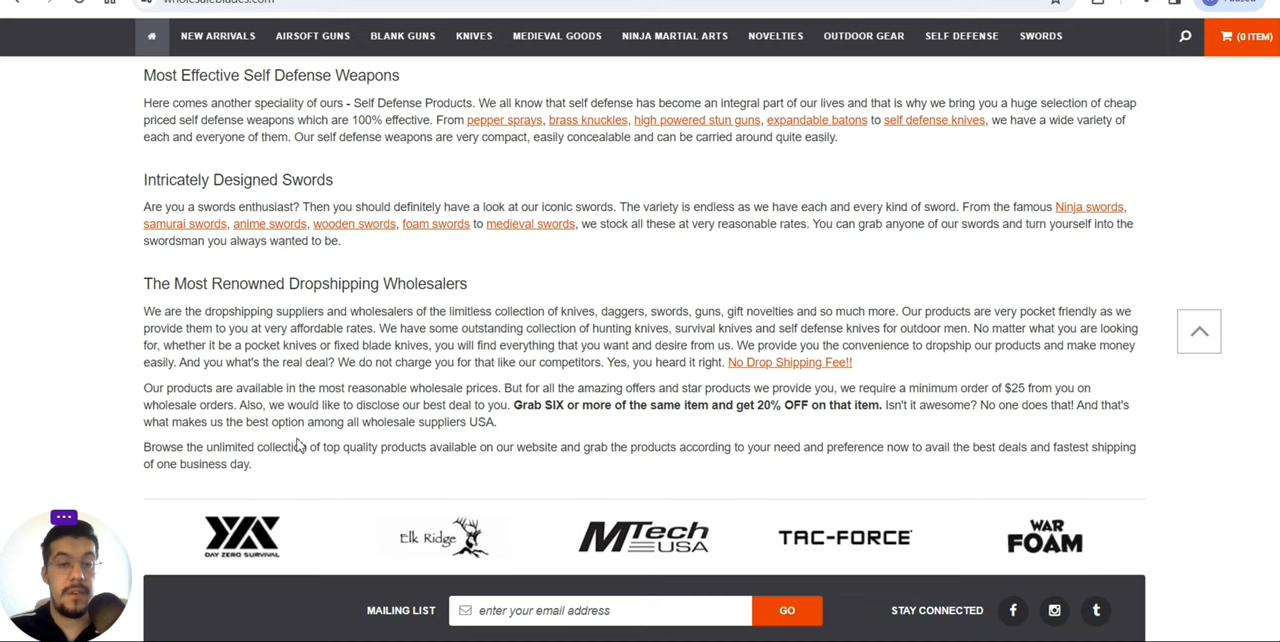 wholesaleblades.com
Paused
NEW ARRIVALS AIRSOFT GUNS BLANK GUNS KNIVES MEDIEVAL GOODS NINJA MARTIAL ARTS NOVELTIES OUTDOOR GEAR SELF DEFENSE SWORDS (0 ITEM)
Most Effective Self Defense Weapons
Here comes another speciality of ours - Self Defense Products. We all know that self defense has become an integral part of our lives and that is why we bring you a huge selection of cheap
priced self defense weapons which are 100% effective. From pepper sprays, brass knuckles, high powered stun guns, expandable batons to self defense knives, we have a wide variety of
each and everyone of them. Our self defense weapons are very compact, easily concealable and can be carried around quite easily.
Intricately Designed Swords
Are you a swords enthusiast? Then you should definitely have a look at our iconic swords. The variety is endless as we have each and every kind of sword. From the famous Ninja swords,
samurai swords, anime swords, wooden swords, foam swords to medieval swords, we stock all these at very reasonable rates. You can grab anyone of our swords and turn yourself into the
swordsman you always wanted to be.
The Most Renowned Dropshipping Wholesalers
We are the dropshipping suppliers and wholesalers of the limitless collection of knives, daggers, swords, guns, gift novelties and so much more. Our products are very pocket friendly as we
provide them to you at very affordable rates. We have some outstanding collection of hunting knives, survival knives and self defense knives for outdoor men. No matter what you are looking
for, whether it be a pocket knives or fixed blade knives, you will find everything that you want and desire from us. We provide you the convenience to dropship our products and make money
easily. And you what's the real deal? We do not charge you for that like our competitors. Yes, you heard it right. No Drop Shipping Fee!!
Our products are available in the most reasonable wholesale prices. But for all the amazing offers and star products we provide you, we require a minimum order of $25 from you on
wholesale orders. Also, we would like to disclose our best deal to you. Grab SIX or more of the same item and get 20% OFF on that item. Isn't it awesome? No one does that! And that's
what makes us the best option among all wholesale suppliers USA.
Browse the unlimited collection of top quality products available on our website and grab the products according to your need and preference now to avail the best deals and fastest shipping
of one business day.
DAY ZERO SURVIVAL Elk Ridge MTech USA TAC-FORCE WAR FOAM
MAILING LIST enter your email address GO STAY CONNECTED